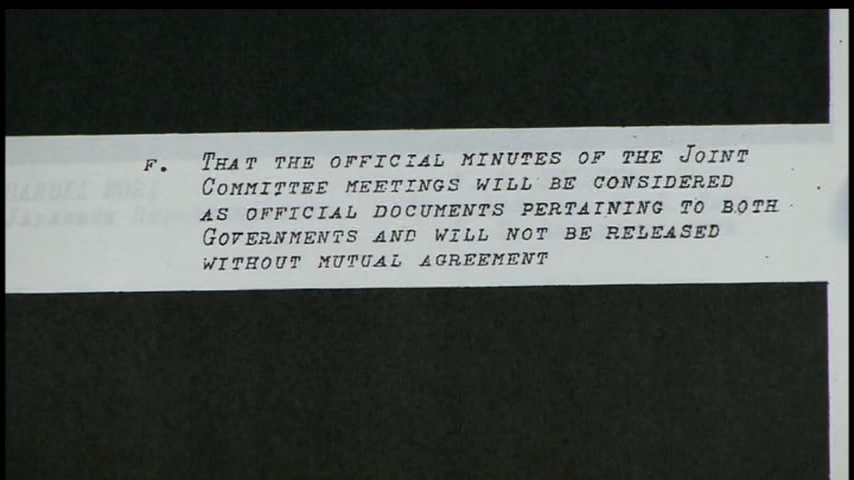 F. THAT THE OFFICIAL MINUTES OF THE JOINT
COMMITTEE MEETINGS WILL BE CONSIDERED
AS OFFICIAL DOCUMENTS PERTAINING TO BOTH
GOVERNMENTS AND WILL NOT BE RELEASED
WITHOUT MUTUAL AGREEMENT